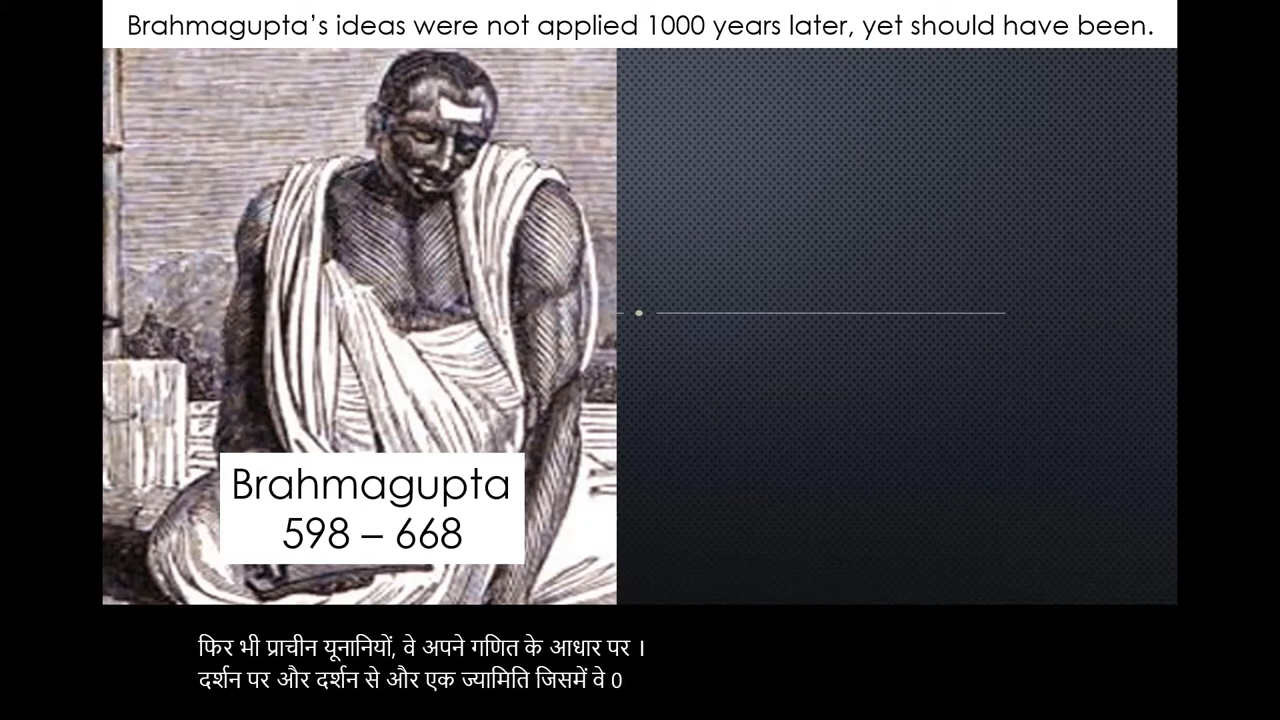 Brahmagupta’s ideas were not applied 1000 years later, yet should have been.
Brahmagupta
598 – 668
फिर भी प्राचीन यूनानियों, वे अपने गणित के आधार पर ।
दर्शन पर और दर्शन से और एक ज्यामिति जिसमें वे 0